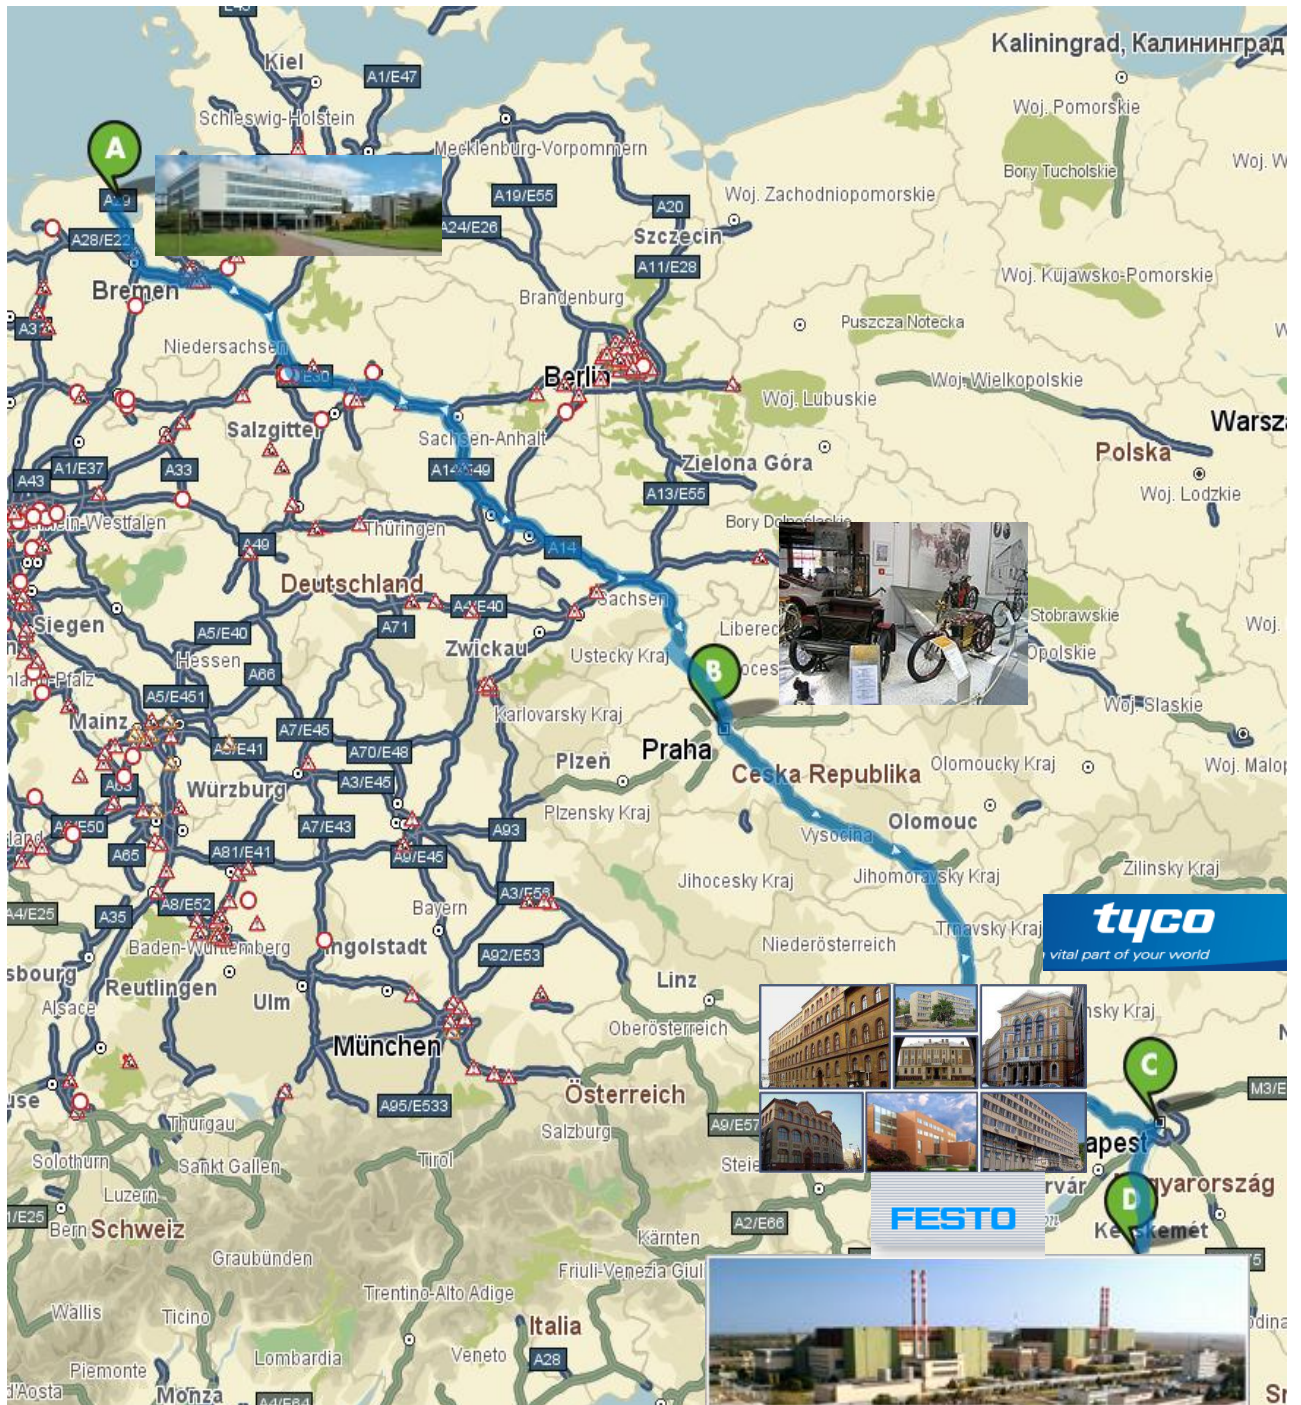 Kaliningrad, Калининград
Kiel
A1/E47
Woj. Pomorskie
Schleswig-Holstein
A
Mecklenburg-Vorpommern
Bory Tucholskie
A29
A19/E55
Woj. Zachodniopomorskie
A20
A28/E22
A24/E26
Szczecin
A11/E28
Woj. Kujawsko-Pomorskie
Bremen
Brandenburg
Puszcza Notecka
Niedersachsen
Berlin
Woj. Wielkopolskie
Woj. Lubuskie
Salzgitter
Sachsen-Anhalt
Polska
A1/E37
A33
Zielona Góra
A43
A13/E55
Woj. Lodzkie
Thüringen
A49
A14
Deutschland
A4/E40
Sachsen
Stobrawskie
Siegen
A5/E40
A71
Zwickau
Ustecky Kraj
Opolskie
Hessen
A66
B
A5/E451
Woj. Slaskie
Mainz
A7/E45
Karlovarsky Kraj
A70/E48
Praha
Plzeň
Ceska Republika
Olomoucky Kraj
Würzburg
A3/E45
Plzensky Kraj
A7/E43
A93
Vysocina
Olomouc
A65
A81/E41
A9/E45
Jihocesky Kraj
Jihomoravsky Kraj
Zilinsky Kraj
A35
A8/E52
Bayern
tyco
vital part of your world
Baden-Württemberg
Ingolstadt
A92/E53
Niederösterreich
Trnavsky Kraj
Reutlingen
Ulm
Linz
Alsace
Oberösterreich
München
C
Österreich
A95/E533
Thurgau
Salzburg
A9/E57
Solothurn
Sankt Gallen
Tirol
Luzern
D
Bern
Schweiz
A2/E66
FESTO
Kecskemét
Graubünden
Kärnten
Trentino-Alto Adige
Wallis
Ticino
Italia
Lombardia
Veneto
A28
Piemonte
Monza